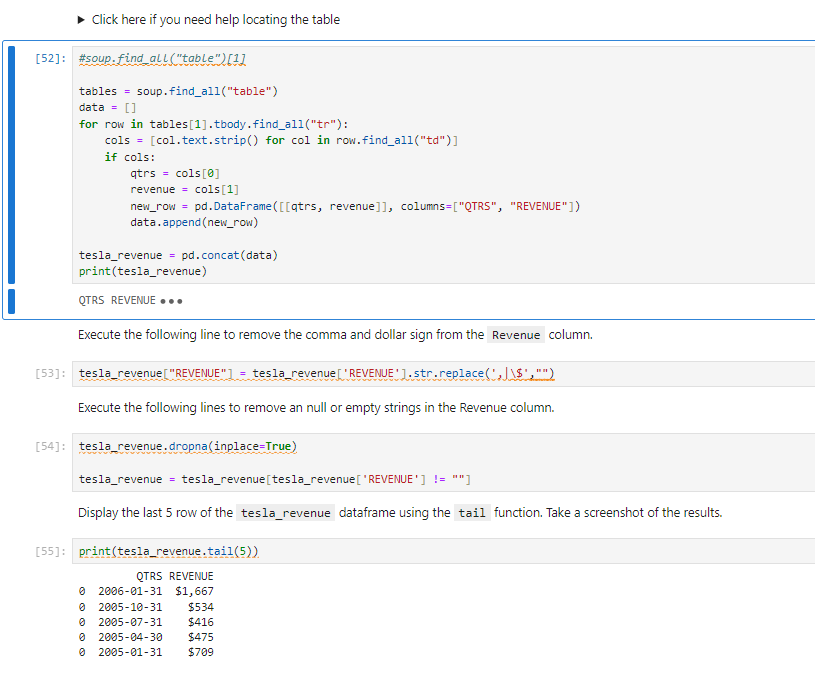 ▶ Click here if you need help locating the table
[52]: #soup.find_all("table")[1]
tables = soup.find_all("table")
data = []
for row in tables[1].tbody.find_all("tr"):
    cols = [col.text.strip() for col in row.find_all("td")]
    if cols:
        qtrs = cols[0]
        revenue = cols[1]
        new_row = pd.DataFrame([[qtrs, revenue]], columns=["QTRS", "REVENUE"])
        data.append(new_row)
tesla_revenue = pd.concat(data)
print(tesla_revenue)
QTRS REVENUE •••
Execute the following line to remove the comma and dollar sign from the Revenue column.
[53]: tesla_revenue["REVENUE"] = tesla_revenue['REVENUE'].str.replace(',|\$',"")
Execute the following lines to remove an null or empty strings in the Revenue column.
[54]: tesla_revenue.dropna(inplace=True)
tesla_revenue = tesla_revenue[tesla_revenue['REVENUE'] != ""]
Display the last 5 row of the tesla_revenue dataframe using the tail function. Take a screenshot of the results.
[55]: print(tesla_revenue.tail(5))
QTRS REVENUE
0 2006-01-31 $1,667
0 2005-10-31 $534
0 2005-07-31 $416
0 2005-04-30 $475
0 2005-01-31 $709